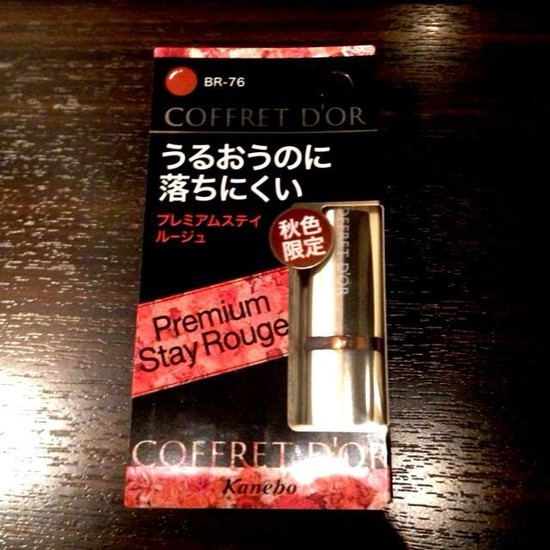 BR-76
COFFRET D'OR
うるおうのに
落ちにくい
プレミアムステイ
ルージュ
秋色
限定
COFFRET D'OR
Premium
Stay Rouge
COFFRET D'OR
Kanebo